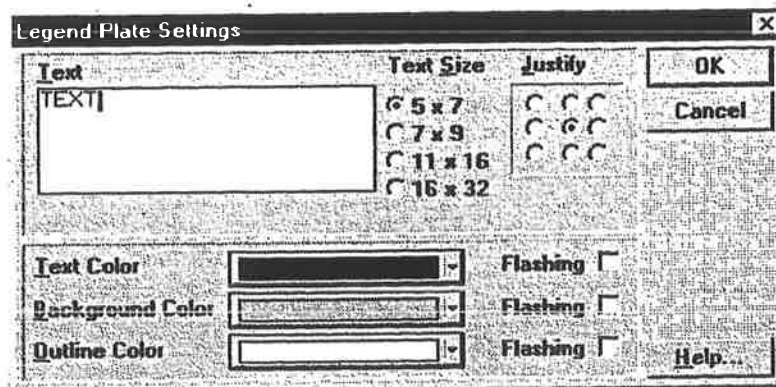 Legend Plate Settings
Text
TEXT
Text Size
5 x 7
7 x 9
11 x 16
16 x 32
Justify
OK
Cancel
Text Color
Flashing
Background Color
Flashing
Outline Color
Flashing
Help...